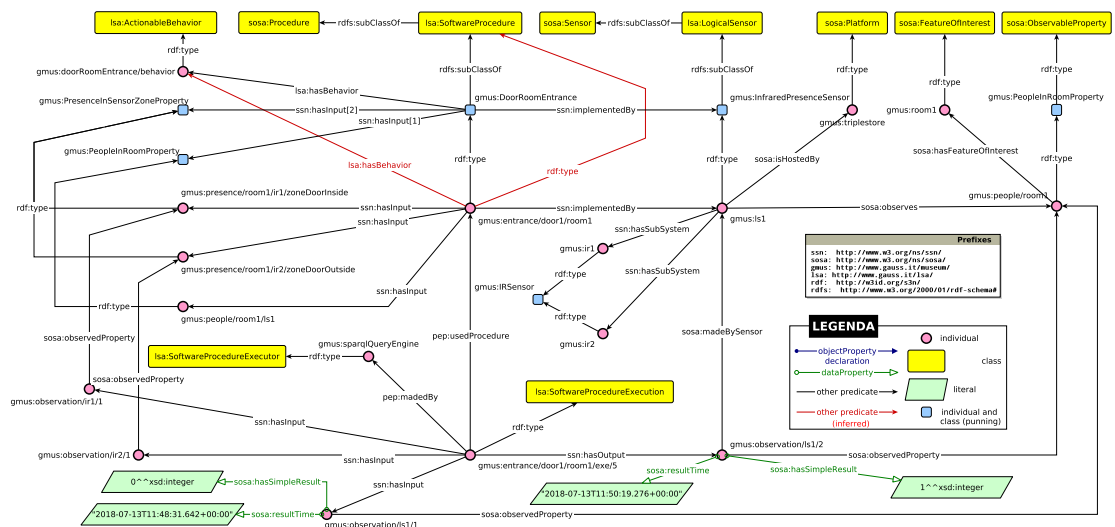 lsa:ActionableBehavior
sosa:Procedure
rdfs:subClassOf
lsa:SoftwareProcedure
sosa:Sensor
rdfs:subClassOf
lsa:LogicalSensor
sosa:Platform
sosa:FeatureOfInterest
sosa:ObservableProperty
rdf:type
gmus:doorRoomEntrance/behavior
rdfs:subClassOf
rdfs:subClassOf
rdf:type
rdf:type
rdf:type
lsa:hasBehavior
gmus:PresenceInSensorZoneProperty
gmus:DoorRoomEntrance
gmus:InfraredPresenceSensor
gmus:PeopleInRoomProperty
ssn:hasInput[2]
ssn:implementedBy
gmus:triplestore
gmus:room1
ssn:hasInput[1]
gmus:PeopleInRoomProperty
lsa:hasBehavior
rdf:type
rdf:type
rdf:type
sosa:isHostedBy
sosa:hasFeatureOfInterest
rdf:type
gmus:presence/room1/ir1/zoneDoorInside
gmus:people/room1
rdf:type
ssn:hasInput
ssn:implementedBy
sosa:observes
gmus:entrance/door1/room1
gmus:ls1
ssn:hasInput
ssn:hasSubSystem
gmus:ir1
Prefixes
ssn: http://www.w3.org/ns/ssn/
sosa: http://www.w3.org/ns/sosa/
gmus: http://www.gauss.it/museum/
lsa: http://www.gauss.it/lsa/
rdf: http://w3id.org/s3n/
rdfs: http://www.w3.org/2000/01/rdf-schema#
gmus:presence/room1/ir2/zoneDoorOutside
rdf:type
ssn:hasSubSystem
gmus:IRSensor
ssn:hasInput
rdf:type
gmus:people/room1/ls1
rdf:type
gmus:ir2
sosa:observedProperty
pep:usedProcedure
sosa:madeBySensor
LEGENDA
individual
objectProperty
declaration
class
dataProperty
other predicate
literal
other predicate
(inferred)
individual and
class (punning)
gmus:sparqlQueryEngine
lsa:SoftwareProcedureExecutor
rdf:type
sosa:observedProperty
gmus:observation/ir1/1
pep:madedBy
lsa:SoftwareProcedureExecution
ssn:hasInput
rdf:type
gmus:observation/ls1/2
gmus:observation/ir2/1
ssn:hasInput
ssn:hasOutput
sosa:observedProperty
gmus:entrance/door1/room1/exe/5
sosa:resultTime
sosa:hasSimpleResult
0^^xsd:integer
sosa:hasSimpleResult
ssn:hasInput
"2018-07-13T11:50:19.276+00:00"
1^^xsd:integer
"2018-07-13T11:48:31.642+00:00"
sosa:resultTime
sosa:observedProperty
gmus:observation/ls1/1